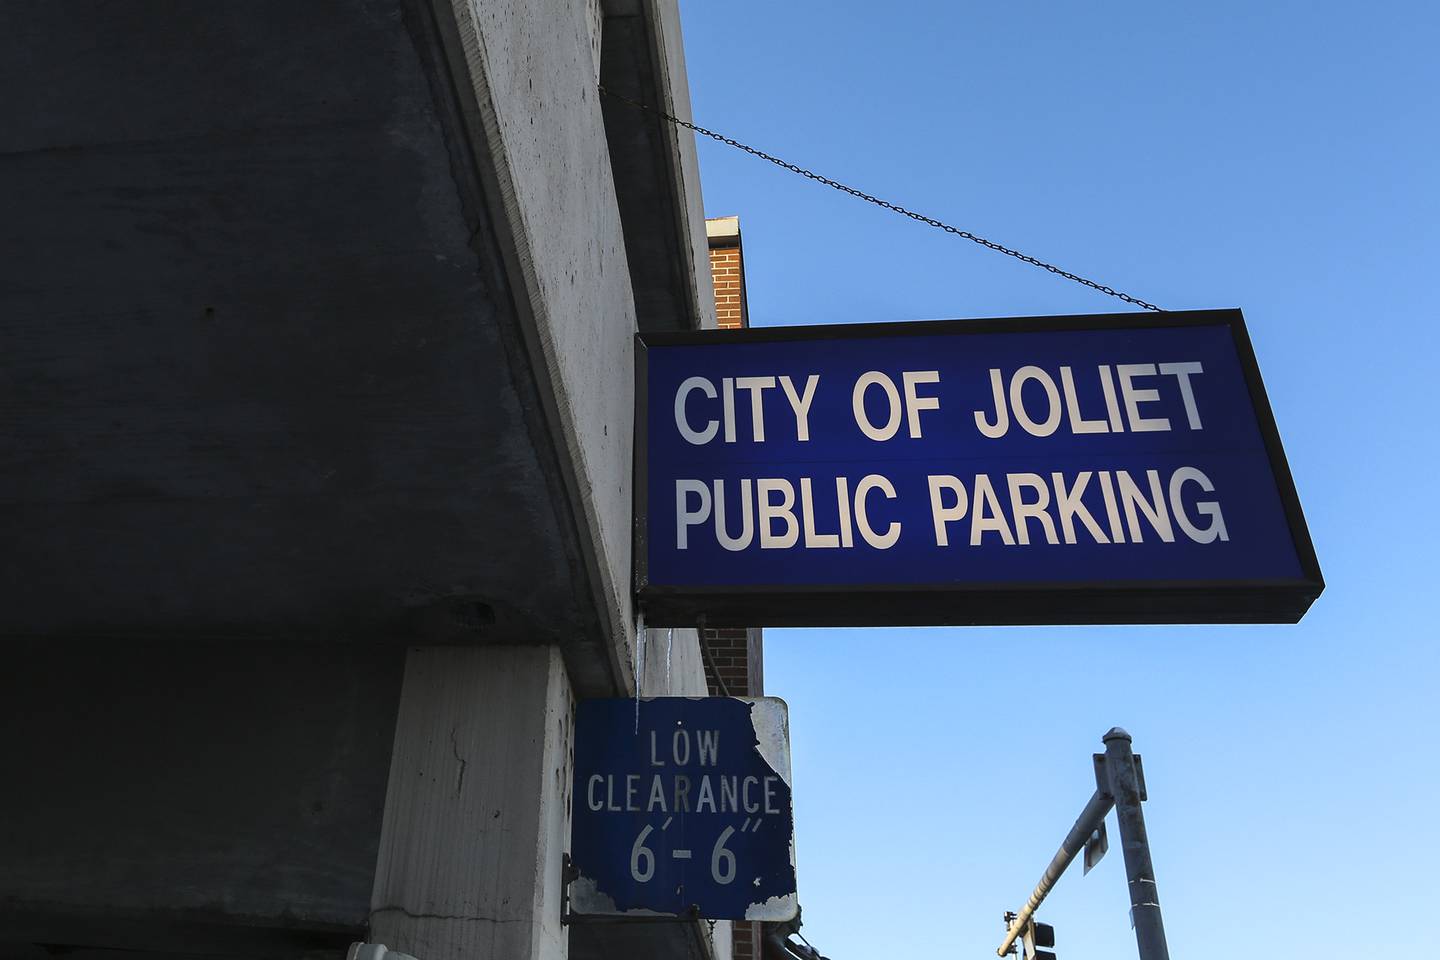 CITY OF JOLIET
PUBLIC PARKING
LOW
CLEARANCE
6'-6"